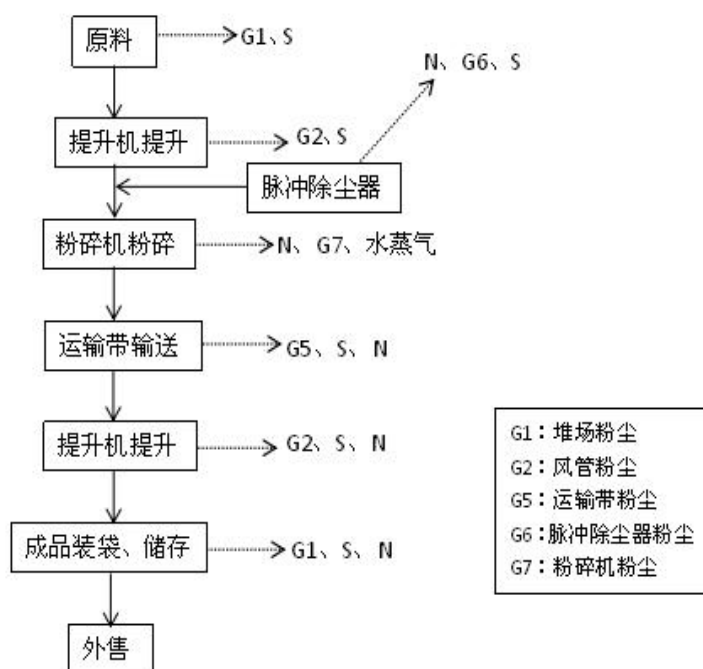 原料
G1、S
N、G6、S
提升机提升
G2、S
脉冲除尘器
粉碎机粉碎
N、G7、水蒸气
运输带输送
G5、S、N
提升机提升
G2、S、N
成品装袋、储存
G1、S、N
外售
G1：堆场粉尘
G2：风管粉尘
G5：运输带粉尘
G6：脉冲除尘器粉尘
G7：粉碎机粉尘